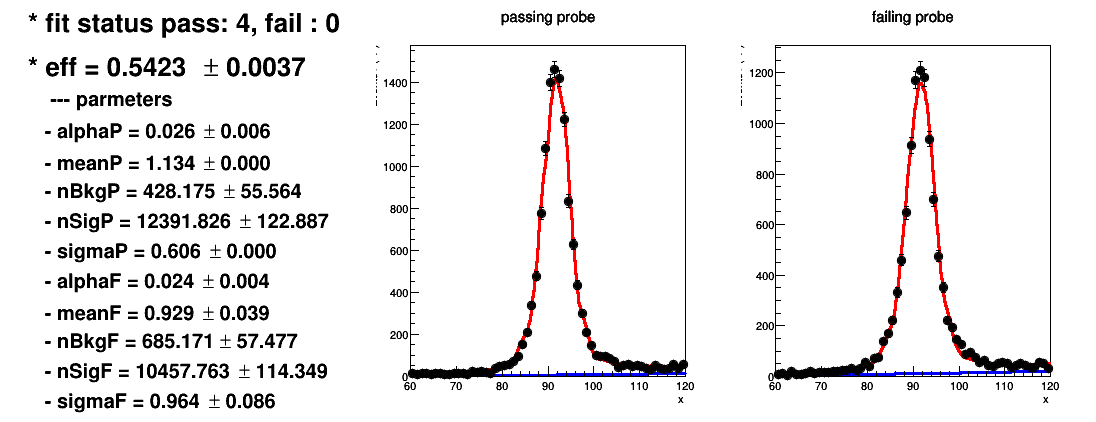 * fit status pass: 4, fail : 0
* eff = 0.5423 ± 0.0037
--- parmeters
- alphaP = 0.026 ± 0.006
- meanP = 1.134 ± 0.000
- nBkgP = 428.175 ± 55.564
- nSigP = 12391.826 ± 122.887
- sigmaP = 0.606 ± 0.000
- alphaF = 0.024 ± 0.004
- meanF = 0.929 ± 0.039
- nBkgF = 685.171 ± 57.477
- nSigF = 10457.763 ± 114.349
- sigmaF = 0.964 ± 0.086
passing probe
1400
1200
1000
800
600
400
200
0
60 70 80 90 100 110 120
x
failing probe
1200
1000
800
600
400
200
0
60 70 80 90 100 110 120
x